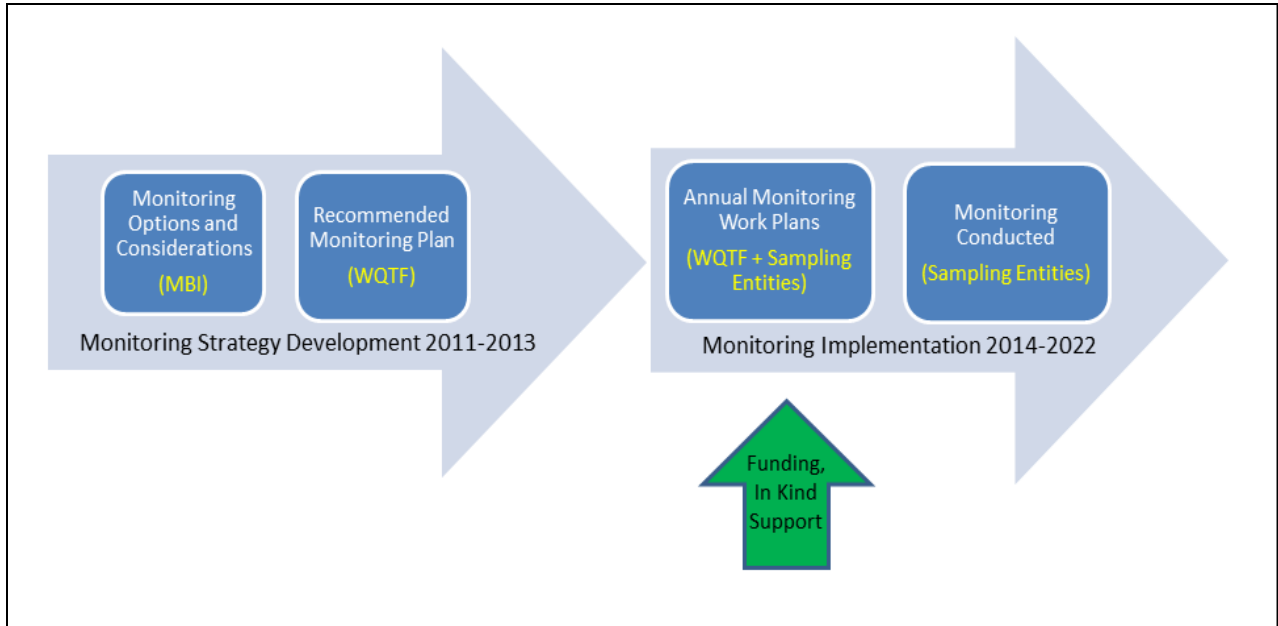 Monitoring
Options and
Considerations
(MBI)
Recommended
Monitoring Plan
(WQTF)
Monitoring Strategy Development 2011-2013
Annual Monitoring
Work Plans
(WQTF + Sampling
Entities)
Monitoring
Conducted
(Sampling Entities)
Monitoring Implementation 2014-2022
Funding,
In Kind
Support